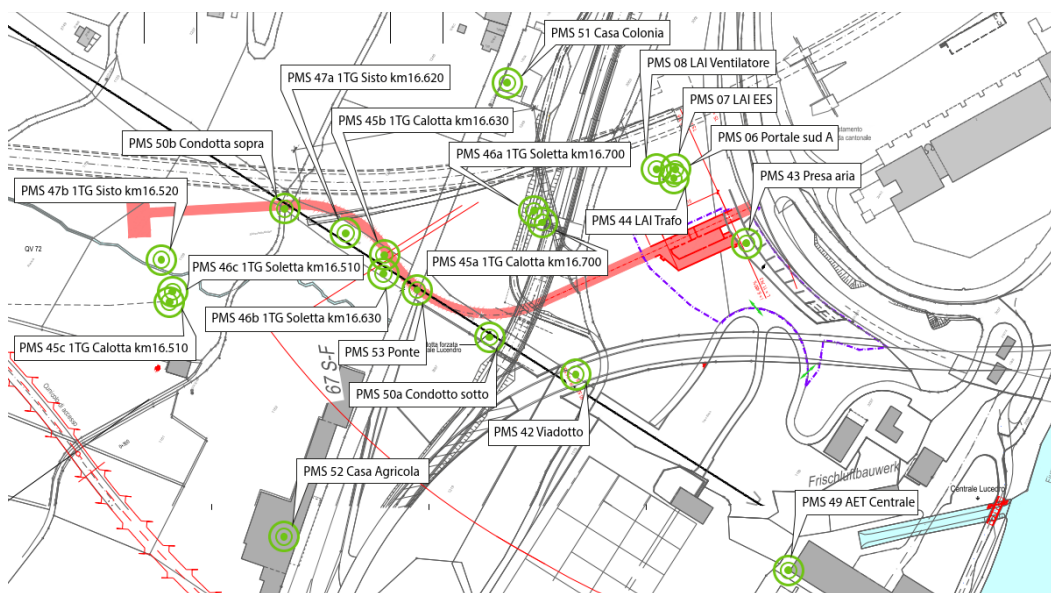 PMS 51 Casa Colonia
PMS 08 LAI Ventilatore
PMS 47a 1TG Sisto km16.620
PMS 07 LAI EES
PMS 45b 1TG Calotta km16.630
PMS 06 Portale sud A
PMS 50b Condotta sopra
PMS 46a 1TG Soletta km16.700
PMS 43 Presa aria
PMS 47b 1TG Sisto km16.520
PMS 44 LAI Trafo
QV 72
PMS 46c 1TG Soletta km16.510
PMS 45a 1TG Calotta km16.700
PMS 46b 1TG Soletta km16.630
PMS 45c 1TG Calotta km16.510
PMS 53 Ponte
67 S-F
PMS 50a Condotto sotto
PMS 42 Viadotto
PMS 52 Casa Agricola
Frischluftbauwerk
Centrale Lucedro
PMS 49 AET Centrale